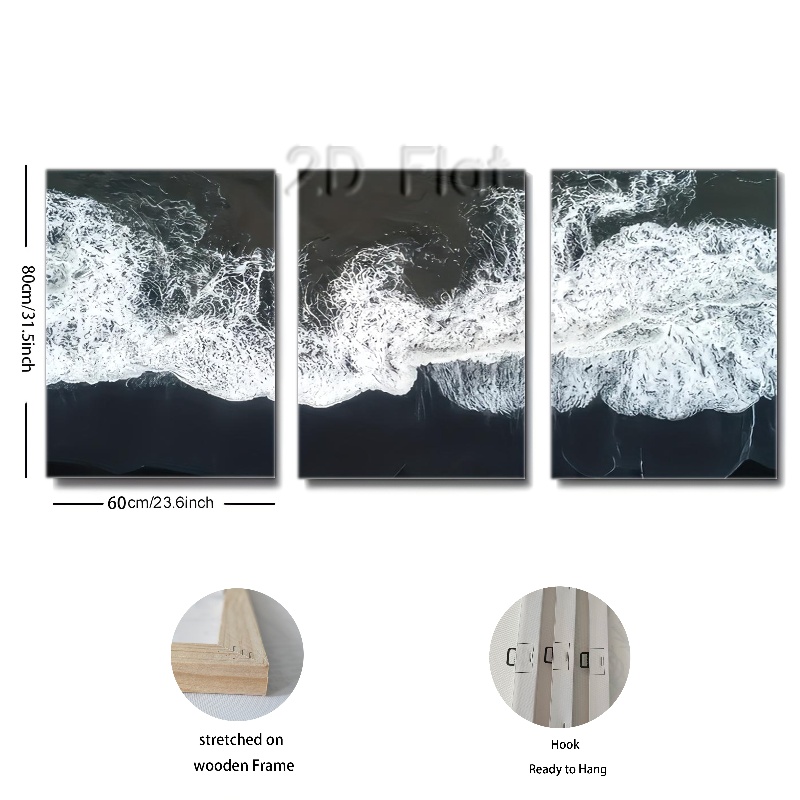 2D Flat
80cm/31.5inch
60cm/23.6inch
stretched on
wooden Frame
Hook
Ready to Hang